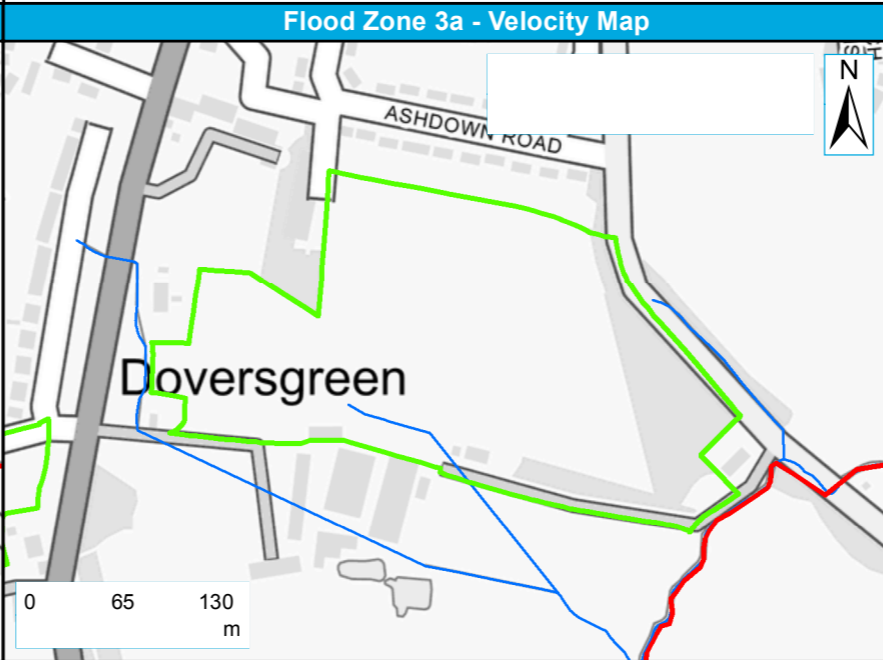 Flood Zone 3a - Velocity Map
N
ASHDOWN ROAD
Doversgreen
0 65 130
m